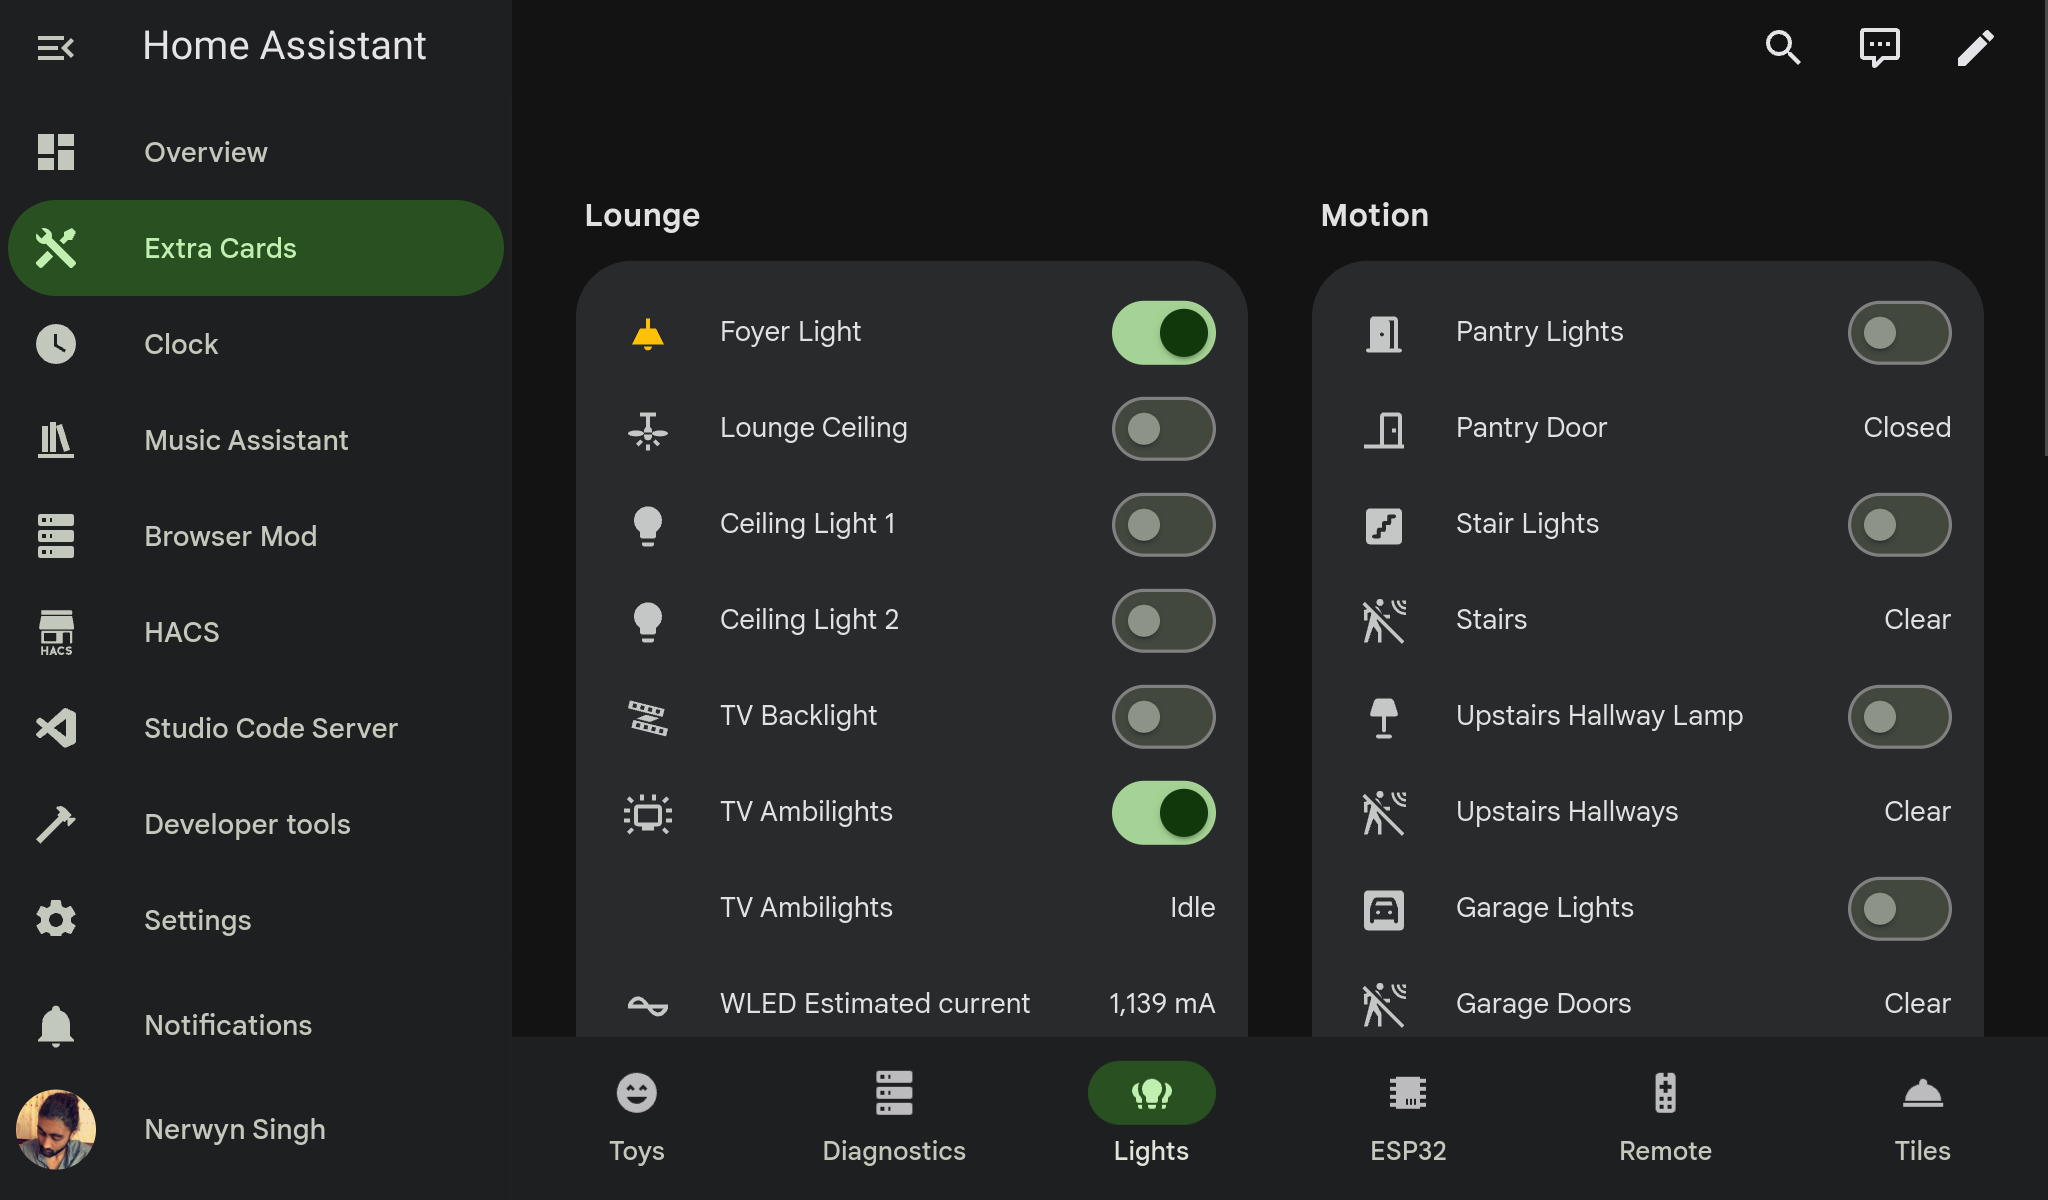 Home Assistant
Overview
Extra Cards
Clock
Music Assistant
Browser Mod
HACS
HACS
Studio Code Server
Developer tools
Settings
Notifications
Nerwyn Singh
Lounge
Foyer Light
Lounge Ceiling
Ceiling Light 1
Ceiling Light 2
TV Backlight
TV Ambilights
TV Ambilights Idle
WLED Estimated current 1,139 mA
Motion
Pantry Lights
Pantry Door Closed
Stair Lights
Stairs Clear
Upstairs Hallway Lamp
Upstairs Hallways Clear
Garage Lights
Garage Doors Clear
Toys
Diagnostics
Lights
ESP32
Remote
Tiles